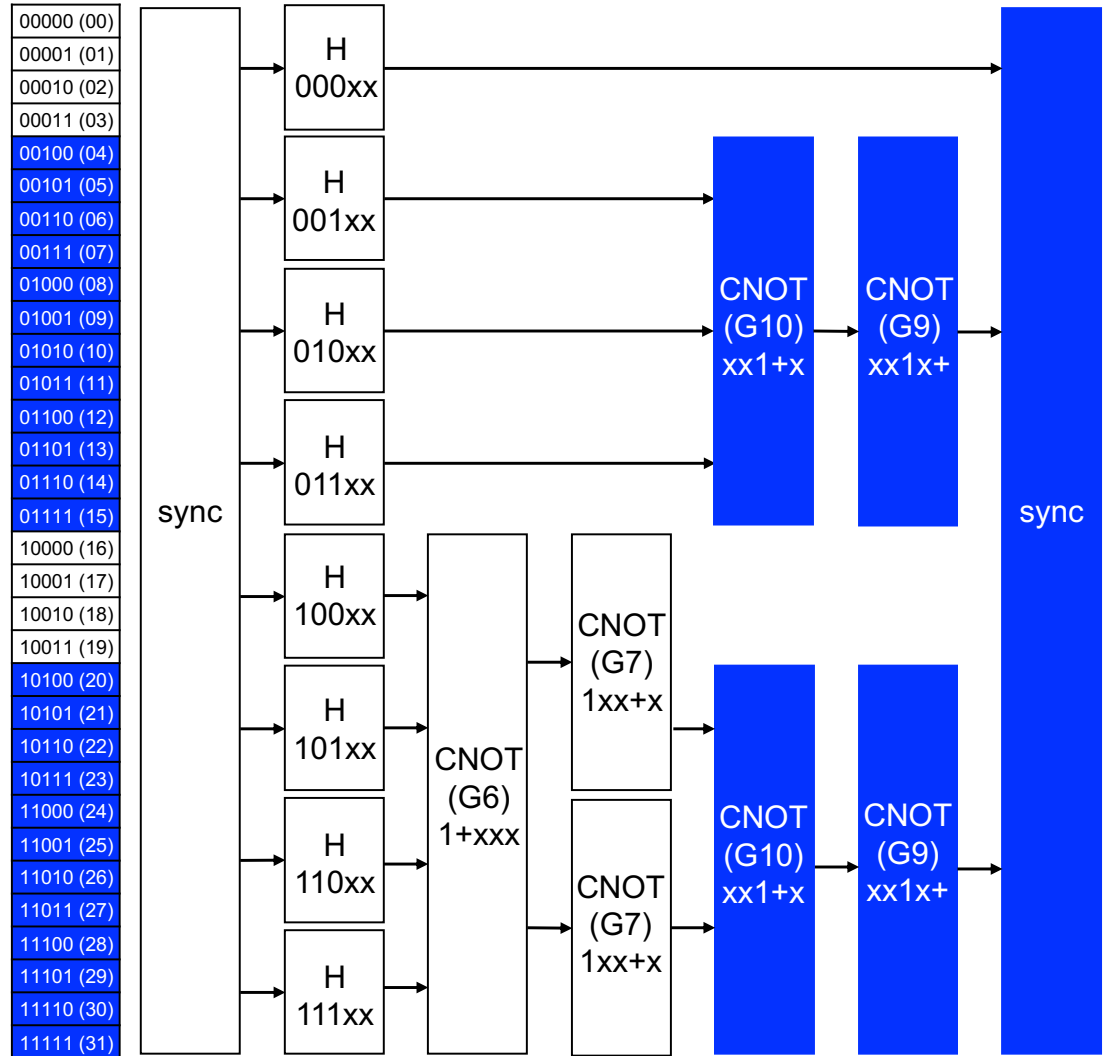 00000 (00)
00001 (01)
00010 (02)
00011 (03)
00100 (04)
00101 (05)
00110 (06)
00111 (07)
01000 (08)
01001 (09)
01010 (10)
01011 (11)
01100 (12)
01101 (13)
01110 (14)
01111 (15)
10000 (16)
10001 (17)
10010 (18)
10011 (19)
10100 (20)
10101 (21)
10110 (22)
10111 (23)
11000 (24)
11001 (25)
11010 (26)
11011 (27)
11100 (28)
11101 (29)
11110 (30)
11111 (31)
sync
H
000xx
H
001xx
H
010xx
H
011xx
H
100xx
H
101xx
H
110xx
H
111xx
CNOT
(G6)
1+xxx
CNOT
(G7)
1xx+x
CNOT
(G7)
1xx+x
CNOT
(G10)
xx1+x
CNOT
(G9)
xx1x+
CNOT
(G10)
xx1+x
CNOT
(G9)
xx1x+
sync